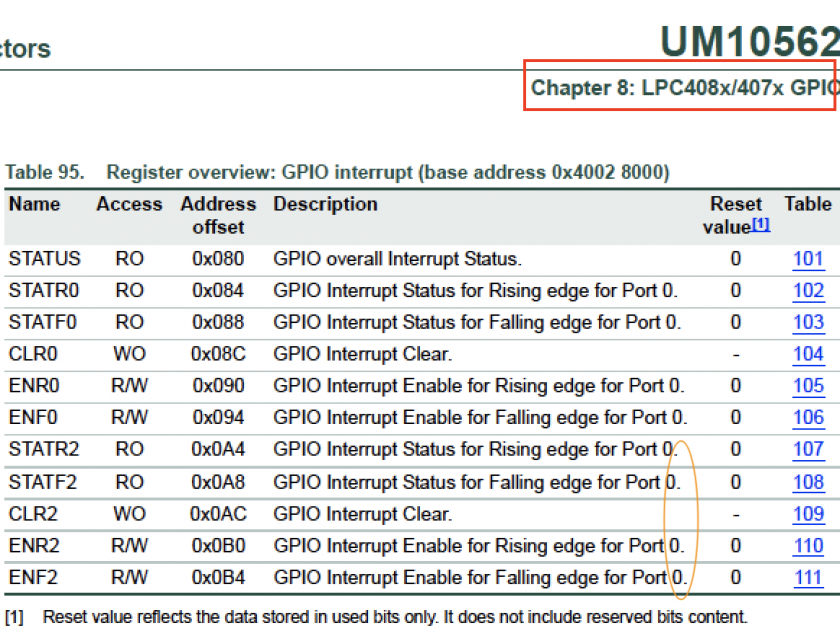 ctors
UM10562
Chapter 8: LPC408x/407x GPIO
Table 95. Register overview: GPIO interrupt (base address 0x4002 8000)
Name Access Address offset Description Reset value[1] Table
STATUS RO 0x080 GPIO overall Interrupt Status. 0 101
STATR0 RO 0x084 GPIO Interrupt Status for Rising edge for Port 0. 0 102
STATF0 RO 0x088 GPIO Interrupt Status for Falling edge for Port 0. 0 103
CLR0 WO 0x08C GPIO Interrupt Clear. - 104
ENR0 R/W 0x090 GPIO Interrupt Enable for Rising edge for Port 0. 0 105
ENF0 R/W 0x094 GPIO Interrupt Enable for Falling edge for Port 0. 0 106
STATR2 RO 0x0A4 GPIO Interrupt Status for Rising edge for Port 0. 0 107
STATF2 RO 0x0A8 GPIO Interrupt Status for Falling edge for Port 0. 0 108
CLR2 WO 0x0AC GPIO Interrupt Clear. - 109
ENR2 R/W 0x0B0 GPIO Interrupt Enable for Rising edge for Port 0. 0 110
ENF2 R/W 0x0B4 GPIO Interrupt Enable for Falling edge for Port 0. 0 111
[1] Reset value reflects the data stored in used bits only. It does not include reserved bits content.